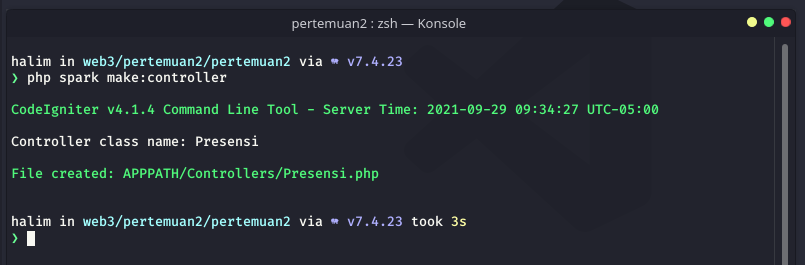 pertemuan2 : zsh — Konsole
halim in web3/pertemuan2/pertemuan2 via 🐘 v7.4.23
❯ php spark make:controller
CodeIgniter v4.1.4 Command Line Tool - Server Time: 2021-09-29 09:34:27 UTC-05:00
Controller class name: Presensi
File created: APPPATH/Controllers/Presensi.php
halim in web3/pertemuan2/pertemuan2 via 🐘 v7.4.23 took 3s
❯